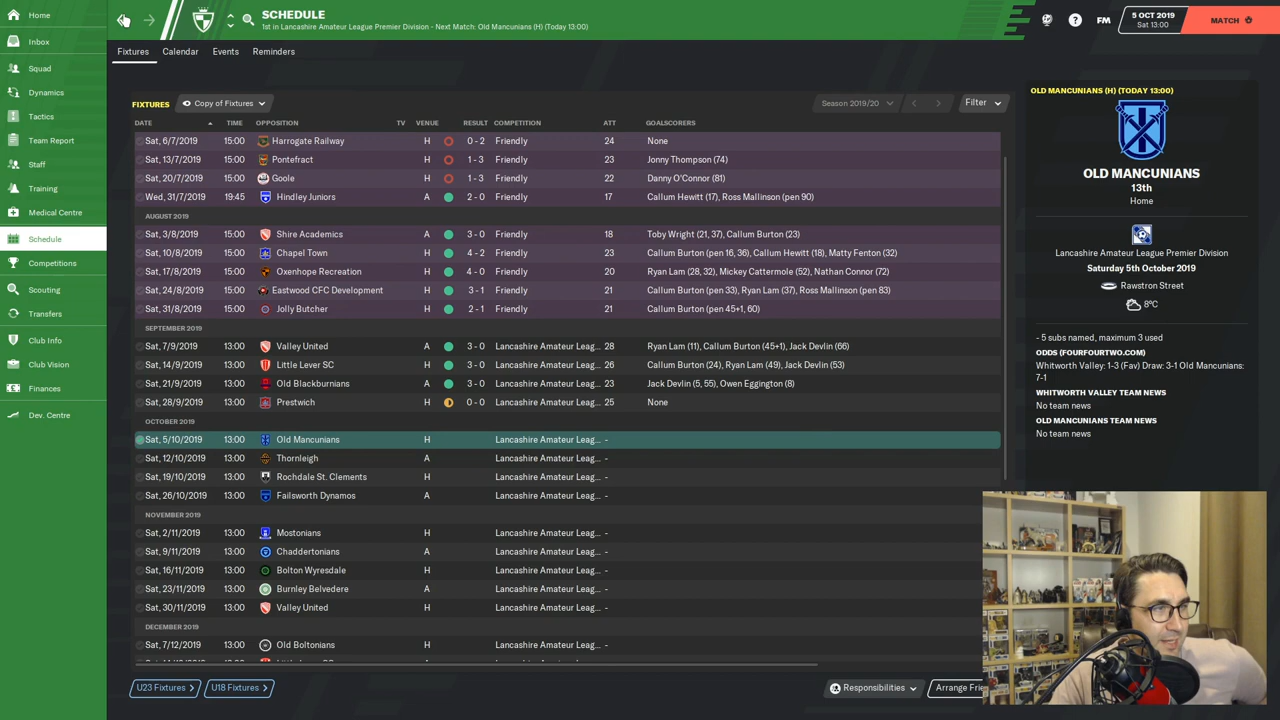 Home
Inbox
Squad
Dynamics
Tactics
Team Report
Staff
Training
Medical Centre
Schedule
Competitions
Scouting
Transfers
Club Info
Club Vision
Finances
Dev. Centre
SCHEDULE
1st in Lancashire Amateur League Premier Division - Next Match: Old Mancunians (H) (Today 13:00)
? FM
5 OCT 2019
Sat 13:00
MATCH
Fixtures Calendar Events Reminders
FIXTURES Copy of Fixtures Season 2019/20 Filter
DATE TIME OPPOSITION TV VENUE RESULT COMPETITION ATT GOALSCORERS
Sat, 6/7/2019 15:00 Harrogate Railway H 0 - 2 Friendly 24 None
Sat, 13/7/2019 15:00 Pontefract H 1 - 3 Friendly 23 Jonny Thompson (74)
Sat, 20/7/2019 15:00 Goole H 1 - 3 Friendly 22 Danny O'Connor (81)
Wed, 31/7/2019 19:45 Hindley Juniors A 2 - 0 Friendly 17 Callum Hewitt (17), Ross Mallinson (pen 90)
AUGUST 2019
Sat, 3/8/2019 15:00 Shire Academics A 3 - 0 Friendly 18 Toby Wright (21, 37), Callum Burton (23)
Sat, 10/8/2019 15:00 Chapel Town H 4 - 2 Friendly 23 Callum Burton (pen 16, 36), Callum Hewitt (18), Matty Fenton (32)
Sat, 17/8/2019 15:00 Oxenhope Recreation H 4 - 0 Friendly 20 Ryan Lam (28, 32), Mickey Cattermole (52), Nathan Connor (72)
Sat, 24/8/2019 15:00 Eastwood CFC Development H 3 - 1 Friendly 21 Callum Burton (pen 33), Ryan Lam (37), Ross Mallinson (pen 83)
Sat, 31/8/2019 15:00 Jolly Butcher H 2 - 1 Friendly 21 Callum Burton (45+1, 60)
SEPTEMBER 2019
Sat, 7/9/2019 13:00 Valley United A 3 - 0 Lancashire Amateur Leag... 28 Ryan Lam (11), Callum Burton (45+1), Jack Devlin (66)
Sat, 14/9/2019 13:00 Little Lever SC H 3 - 0 Lancashire Amateur Leag... 26 Callum Burton (24), Ryan Lam (49), Jack Devlin (53)
Sat, 21/9/2019 13:00 Old Blackburnians A 3 - 0 Lancashire Amateur Leag... 23 Jack Devlin (5, 55), Owen Eggington (8)
Sat, 28/9/2019 13:00 Prestwich H 0 - 0 Lancashire Amateur Leag... 25 None
OCTOBER 2019
Sat, 5/10/2019 13:00 Old Mancunians H Lancashire Amateur Leag... -
Sat, 12/10/2019 13:00 Thornleigh A Lancashire Amateur Leag... -
Sat, 19/10/2019 13:00 Rochdale St. Clements H Lancashire Amateur Leag... -
Sat, 26/10/2019 13:00 Failsworth Dynamos A Lancashire Amateur Leag... -
NOVEMBER 2019
Sat, 2/11/2019 13:00 Mostonians H Lancashire Amateur Leag... -
Sat, 9/11/2019 13:00 Chaddertonians A Lancashire Amateur Leag... -
Sat, 16/11/2019 13:00 Bolton Wyresdale H Lancashire Amateur Leag... -
Sat, 23/11/2019 13:00 Burnley Belvedere A Lancashire Amateur Leag... -
Sat, 30/11/2019 13:00 Valley United H Lancashire Amateur Leag... -
DECEMBER 2019
Sat, 7/12/2019 13:00 Old Boltonians H Lancashire Amateur Leag... -
U23 Fixtures U18 Fixtures Responsibilities Arrange Frie
OLD MANCUNIANS (H) (TODAY 13:00)
OLD MANCUNIANS
13th
Home
Lancashire Amateur League Premier Division
Saturday 5th October 2019
Rawstron Street
8°C
- 5 subs named, maximum 3 used
ODDS (FOURFOURTWO.COM)
Whitworth Valley: 1-3 (Fav) Draw: 3-1 Old Mancunians:
7-1
WHITWORTH VALLEY TEAM NEWS
No team news
OLD MANCUNIANS TEAM NEWS
No team news